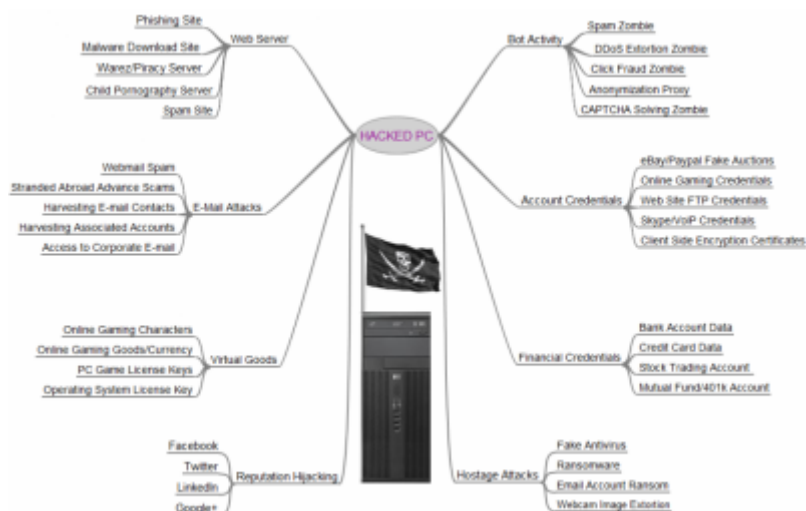 Phishing Site
Malware Download Site
Warez/Piracy Server
Child Pornography Server
Spam Site
Web Server
Webmail Spam
Stranded Abroad Advance Scams
Harvesting E-mail Contacts
Harvesting Associated Accounts
Access to Corporate E-mail
E-Mail Attacks
Online Gaming Characters
Online Gaming Goods/Currency
PC Game License Keys
Operating System License Key
Virtual Goods
Facebook
Twitter
LinkedIn
Google+
Reputation Hijacking
HACKED PC
Bot Activity
Spam Zombie
DDoS Extortion Zombie
Click Fraud Zombie
Anonymization Proxy
CAPTCHA Solving Zombie
Account Credentials
eBay/Paypal Fake Auctions
Online Gaming Credentials
Web Site FTP Credentials
Skype/VoIP Credentials
Client Side Encryption Certificates
Financial Credentials
Bank Account Data
Credit Card Data
Stock Trading Account
Mutual Fund/401k Account
Hostage Attacks
Fake Antivirus
Ransomware
Email Account Ransom
Webcam Image Extortion